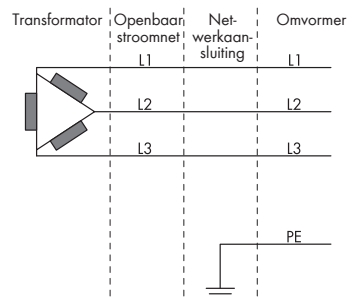 Transformator
Openbaar
stroomnet
Net-
werkaan-
sluiting
Omvormer
L1
L1
L2
L2
L3
L3
PE